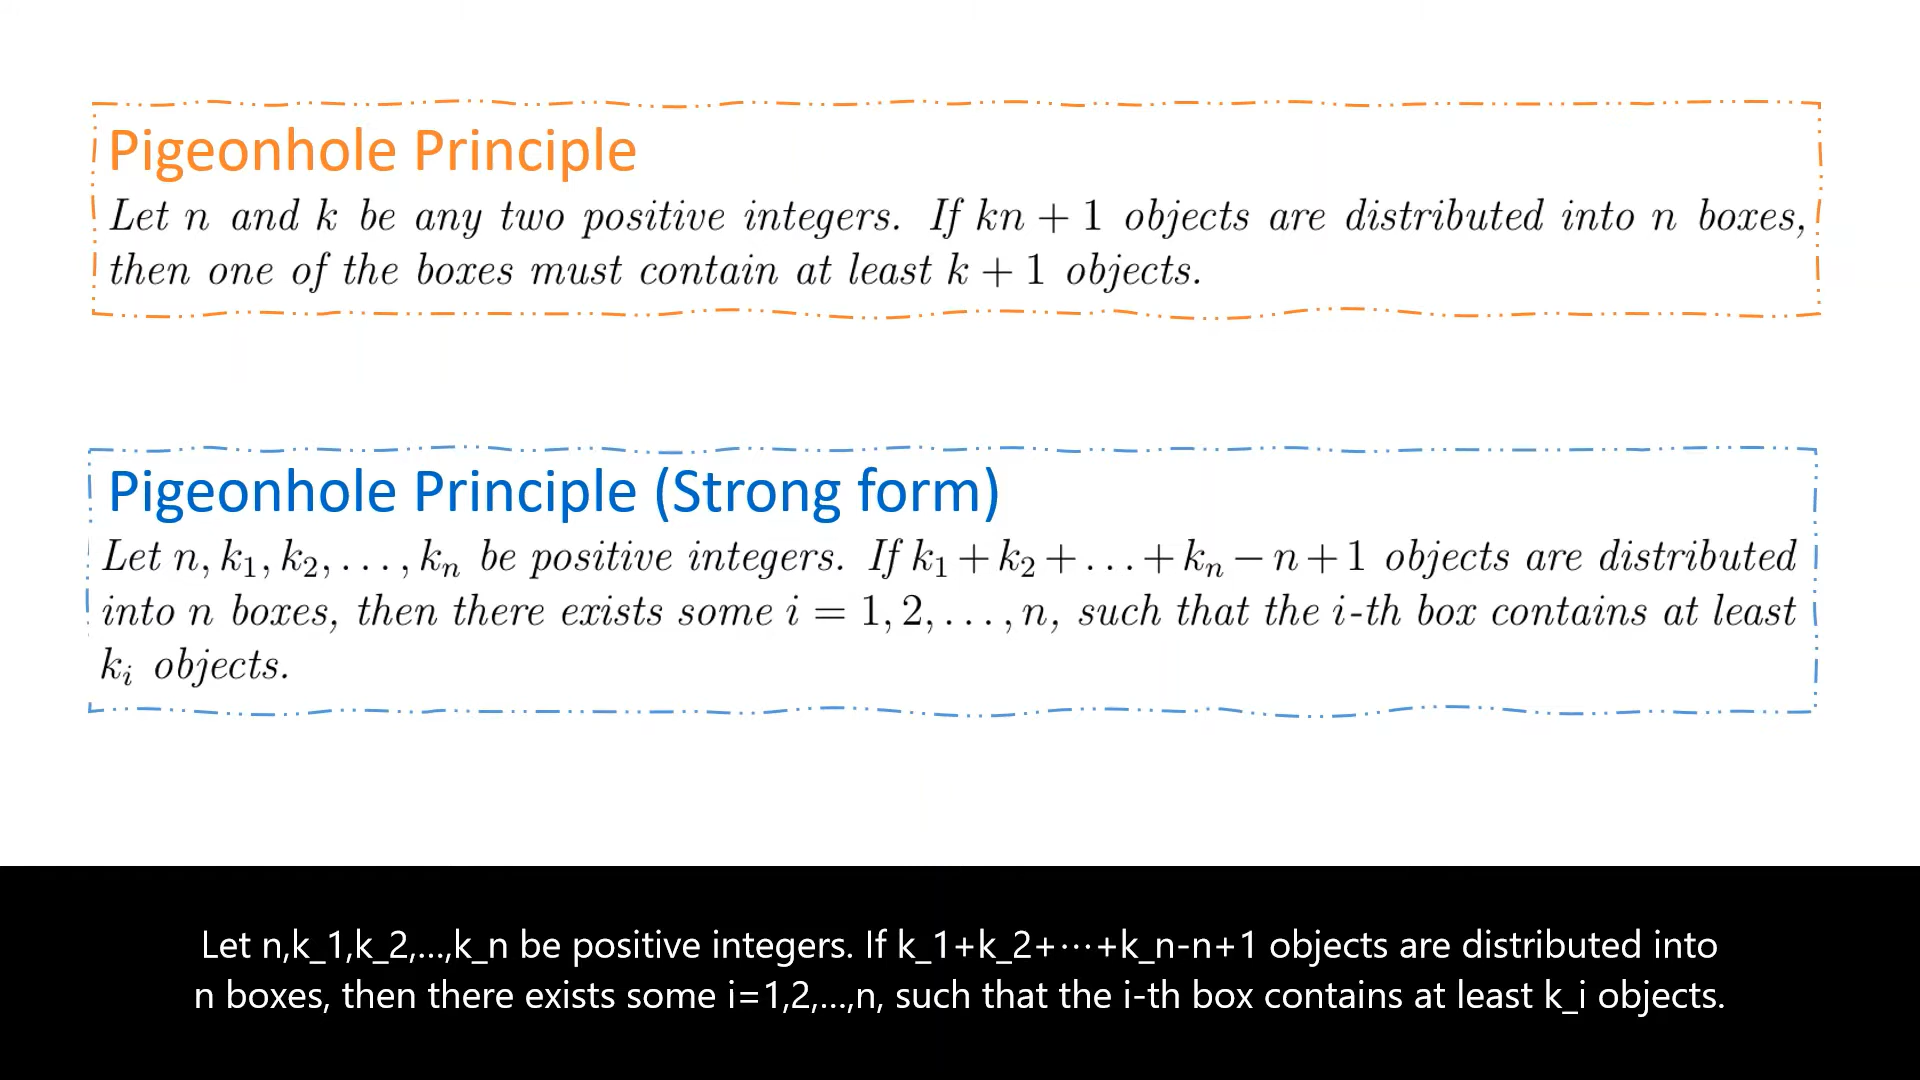 Pigeonhole Principle
Let n and k be any two positive integers. If kn + 1 objects are distributed into n boxes,
then one of the boxes must contain at least k + 1 objects.
Pigeonhole Principle (Strong form)
Let n, k₁, k₂, . . . , kₙ be positive integers. If k₁ + k₂ + . . . + kₙ − n + 1 objects are distributed
into n boxes, then there exists some i = 1, 2, . . . , n, such that the i-th box contains at least
kᵢ objects.
Let n,k_1,k_2,…,k_n be positive integers. If k_1+k_2+⋯+k_n-n+1 objects are distributed into
n boxes, then there exists some i=1,2,…,n, such that the i-th box contains at least k_i objects.